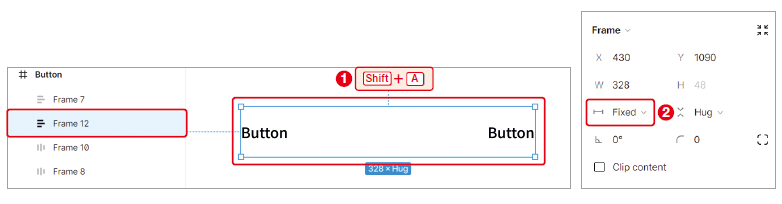 Button
Frame 7
Frame 12
Frame 10
Frame 8
1 Shift + A
Button Button
328 × Hug
Frame
X 430 Y 1090
W 328 H 48
Fixed 2 Hug
0° 0
Clip content